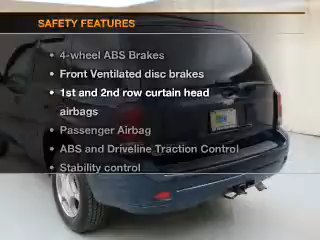 SAFETY FEATURES
• 4-wheel ABS Brakes
• Front Ventilated disc brakes
• 1st and 2nd row curtain head
airbags
• Passenger Airbag
• ABS and Driveline Traction Control
• Stability control